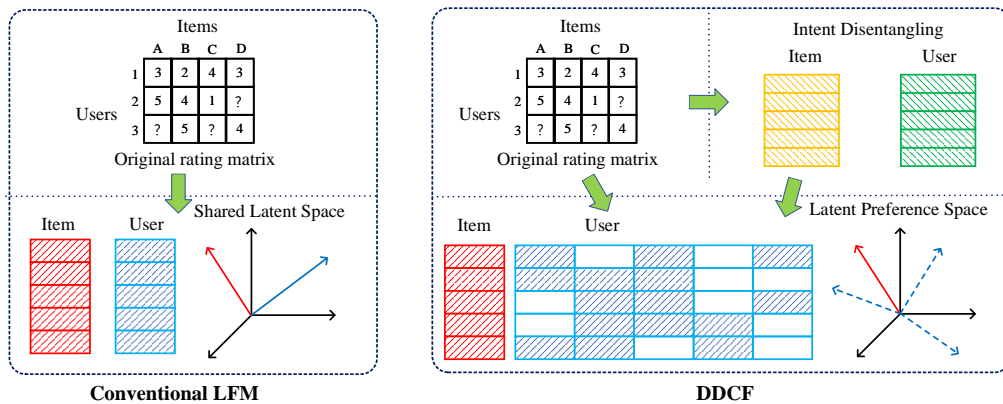 Items
A B C D
1 3 2 4 3
Users 2 5 4 1 ?
3 ? 5 ? 4
Original rating matrix
Shared Latent Space
Item User
Conventional LFM
Items
A B C D
1 3 2 4 3
Users 2 5 4 1 ?
3 ? 5 ? 4
Original rating matrix
Intent Disentangling
Item User
Latent Preference Space
Item User
DDCF